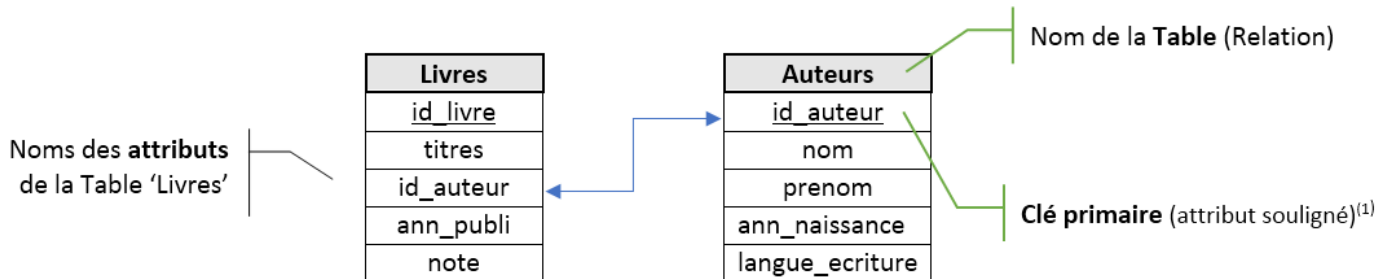 Nom de la Table (Relation)
Livres
id_livre
titres
id_auteur
ann_publi
note
Auteurs
id_auteur
nom
prenom
ann_naissance
langue_ecriture
Noms des attributs
de la Table ‘Livres’
Clé primaire (attribut souligné)(1)